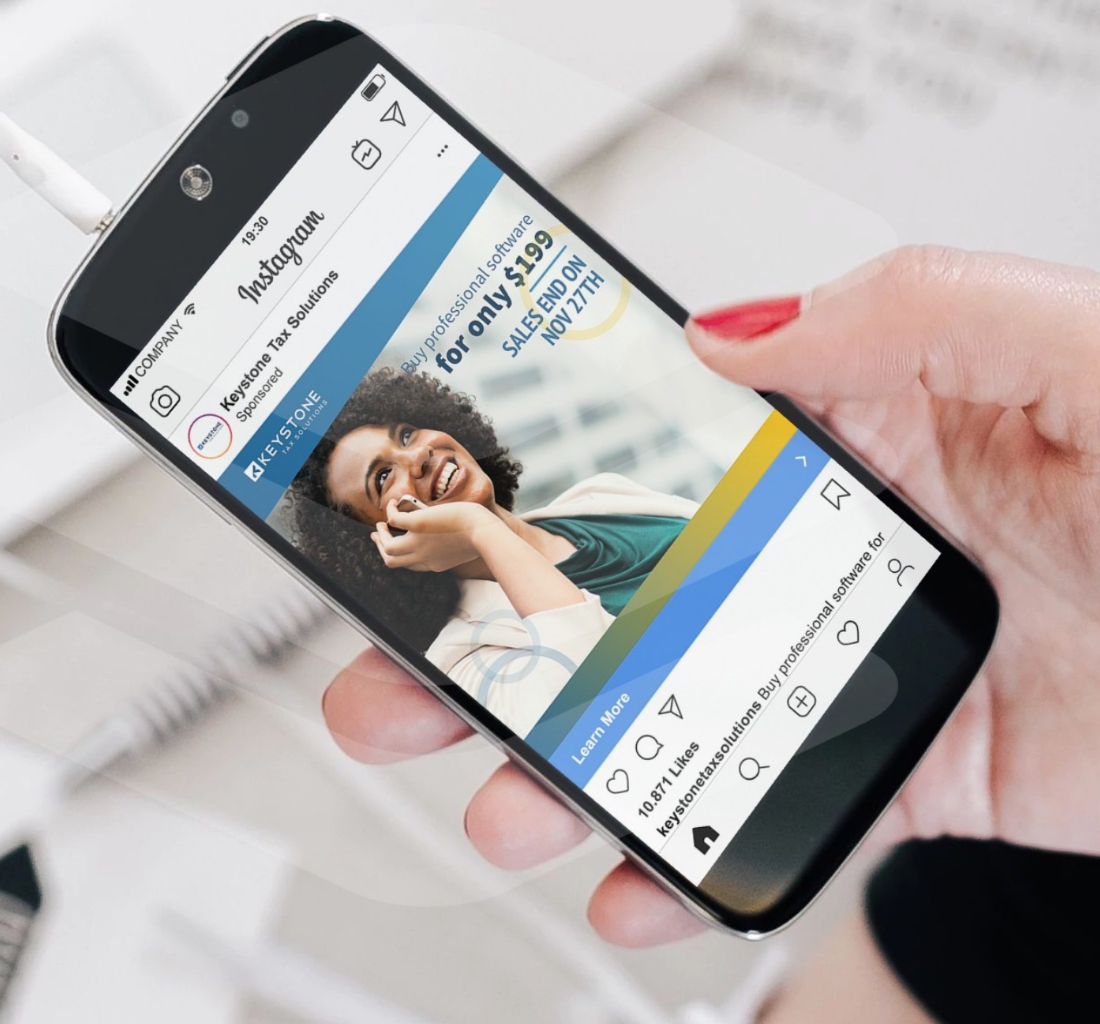 COMPANY 19:30
Instagram
Keystone Tax Solutions
Sponsored
KEYSTONE
TAX SOLUTIONS
Buy professional software
for only $199
SALES END ON
NOV 27TH
Learn More
10.871 Likes
keystonetaxsolutions Buy professional software for